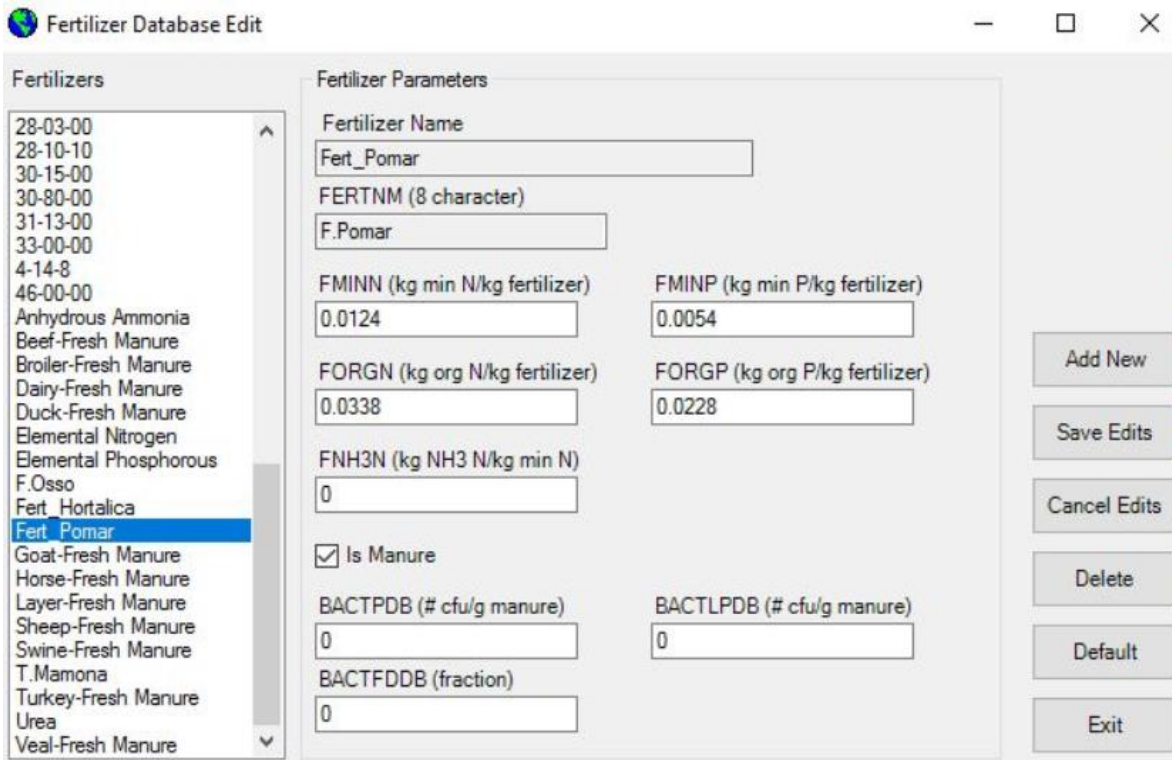 Fertilizer Database Edit
Fertilizers
28-03-00
28-10-10
30-15-00
30-80-00
31-13-00
33-00-00
4-14-8
46-00-00
Anhydrous Ammonia
Beef-Fresh Manure
Broiler-Fresh Manure
Dairy-Fresh Manure
Duck-Fresh Manure
Elemental Nitrogen
Elemental Phosphorous
F.Osso
Fert_Hortalica
Fert_Pomar
Goat-Fresh Manure
Horse-Fresh Manure
Layer-Fresh Manure
Sheep-Fresh Manure
Swine-Fresh Manure
T.Mamona
Turkey-Fresh Manure
Urea
Veal-Fresh Manure
Fertilizer Parameters
Fertilizer Name
Fert_Pomar
FERTNM (8 character)
F.Pomar
FMINN (kg min N/kg fertilizer)
0.0124
FMINP (kg min P/kg fertilizer)
0.0054
FORGN (kg org N/kg fertilizer)
0.0338
FORGP (kg org P/kg fertilizer)
0.0228
FNH3N (kg NH3 N/kg min N)
0
Is Manure
BACTPDB (# cfu/g manure)
0
BACTLPDB (# cfu/g manure)
0
BACTFDDB (fraction)
0
Add New
Save Edits
Cancel Edits
Delete
Default
Exit